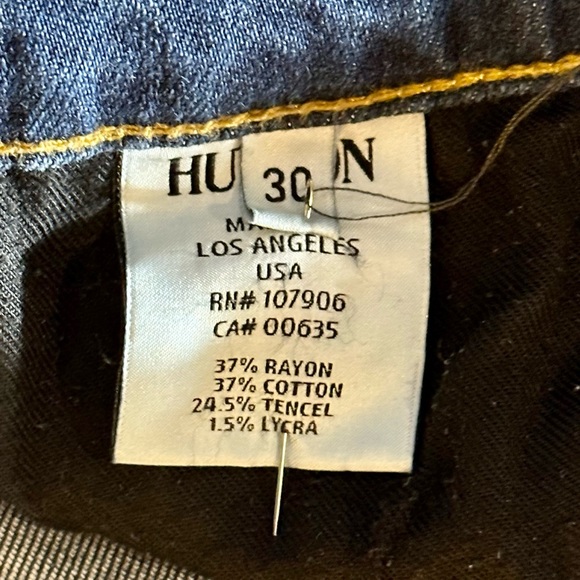 HU ON
30
MA
LOS ANGELES
USA
RN# 107906
CA# 00635
37% RAYON
37% COTTON
24.5% TENCEL
1.5% LYCRA